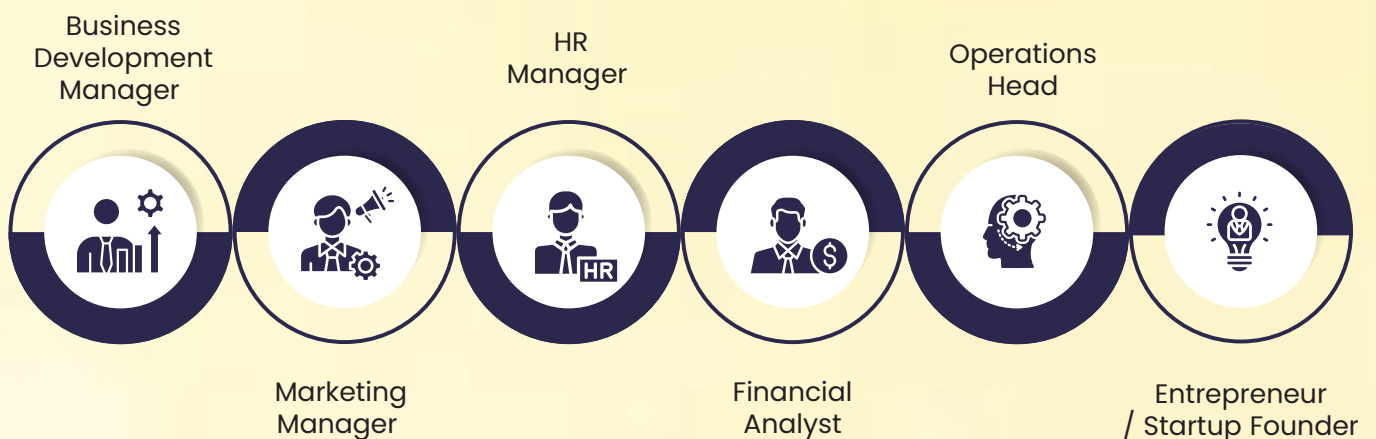 Business
Development
Manager
HR
Manager
Operations
Head
HR
$
Marketing
Manager
Financial
Analyst
Entrepreneur
/ Startup Founder